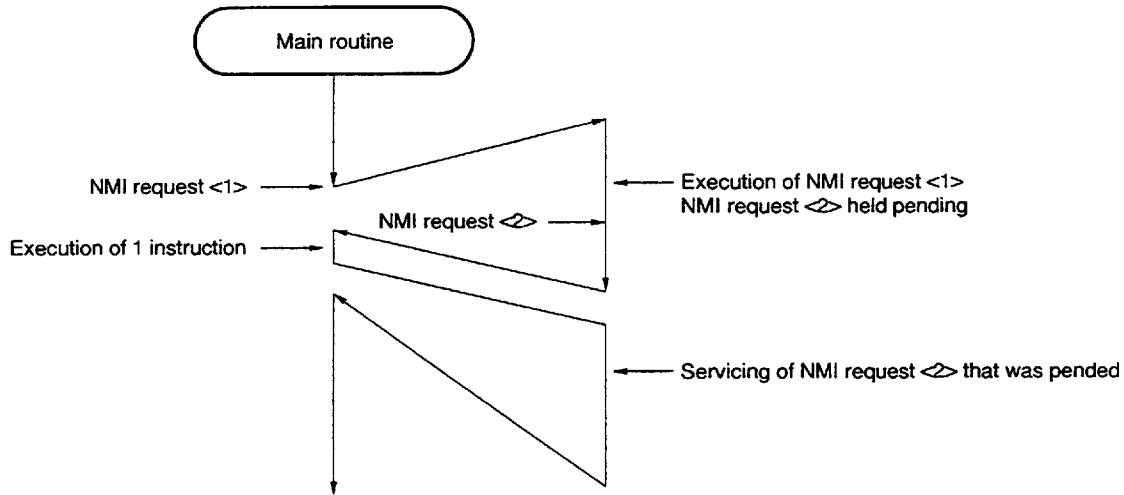 Main routine
NMI request <1>
Execution of NMI request <1>
NMI request <2> held pending
NMI request <2>
Execution of 1 instruction
Servicing of NMI request <2> that was pended